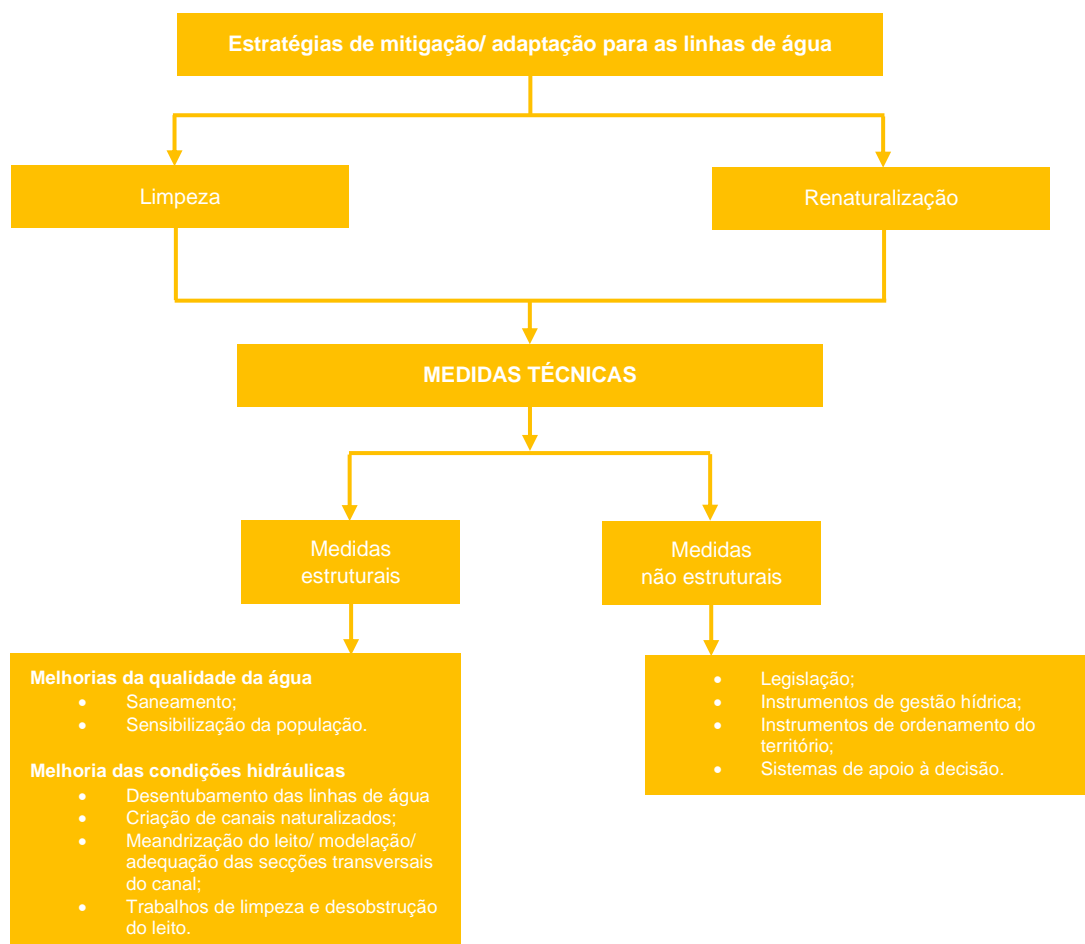 Estratégias de mitigação/ adaptação para as linhas de água
Limpeza
Renaturalização
MEDIDAS TÉCNICAS
Medidas
estruturais
Medidas
não estruturais
Melhorias da qualidade da água
• Saneamento;
• Sensibilização da população.
Melhoria das condições hidráulicas
• Desentubamento das linhas de água
• Criação de canais naturalizados;
• Meandrização do leito/ modelação/
adequação das secções transversais
do canal;
• Trabalhos de limpeza e desobstrução
do leito.
• Legislação;
• Instrumentos de gestão hídrica;
• Instrumentos de ordenamento do
território;
• Sistemas de apoio à decisão.